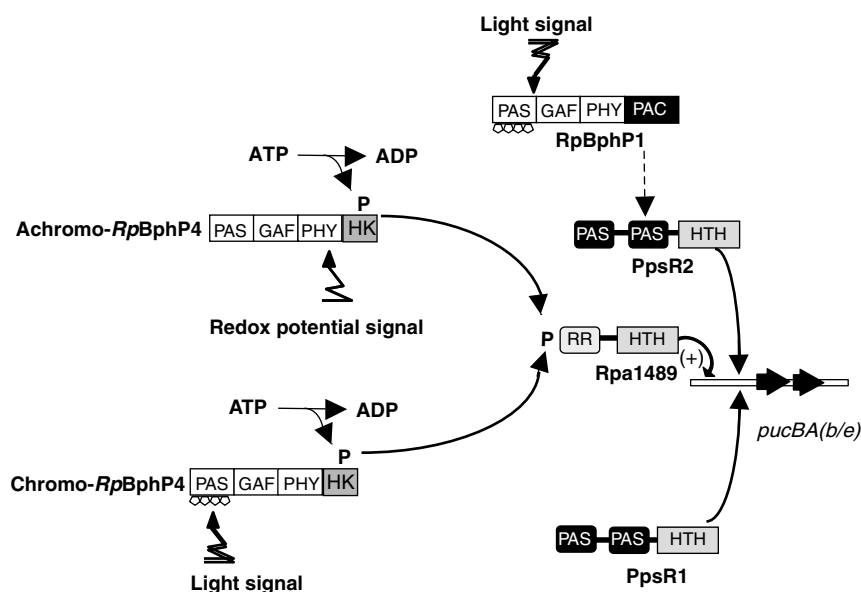 Light signal
PAS GAF PHY PAC
RpBphP1
ATP ADP
P
Achromo-RpBphP4 PAS GAF PHY HK
PAS PAS HTH
PpsR2
Redox potential signal
P RR HTH (+)
Rpa1489
pucBA(b/e)
ATP ADP
P
Chromo-RpBphP4 PAS GAF PHY HK
Light signal
PAS PAS HTH
PpsR1